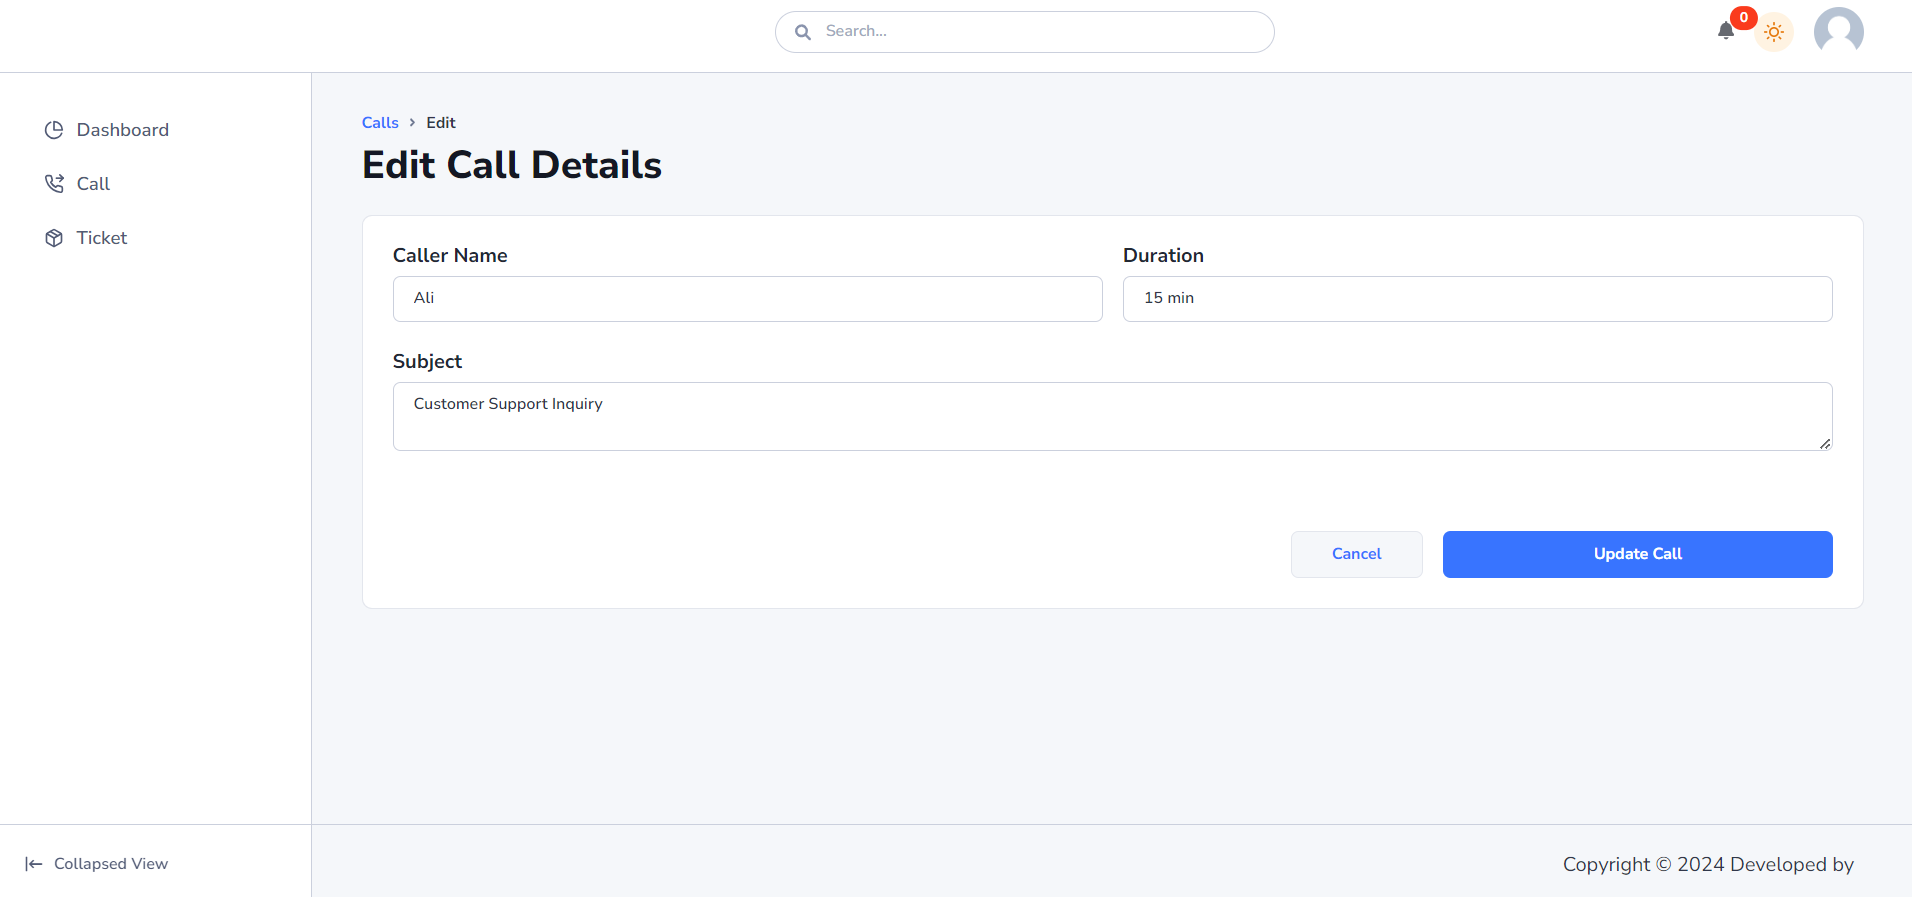 Search...
0
Dashboard
Call
Ticket
Calls > Edit
Edit Call Details
Caller Name
Ali
Duration
15 min
Subject
Customer Support Inquiry
Cancel
Update Call
Collapsed View
Copyright © 2024 Developed by